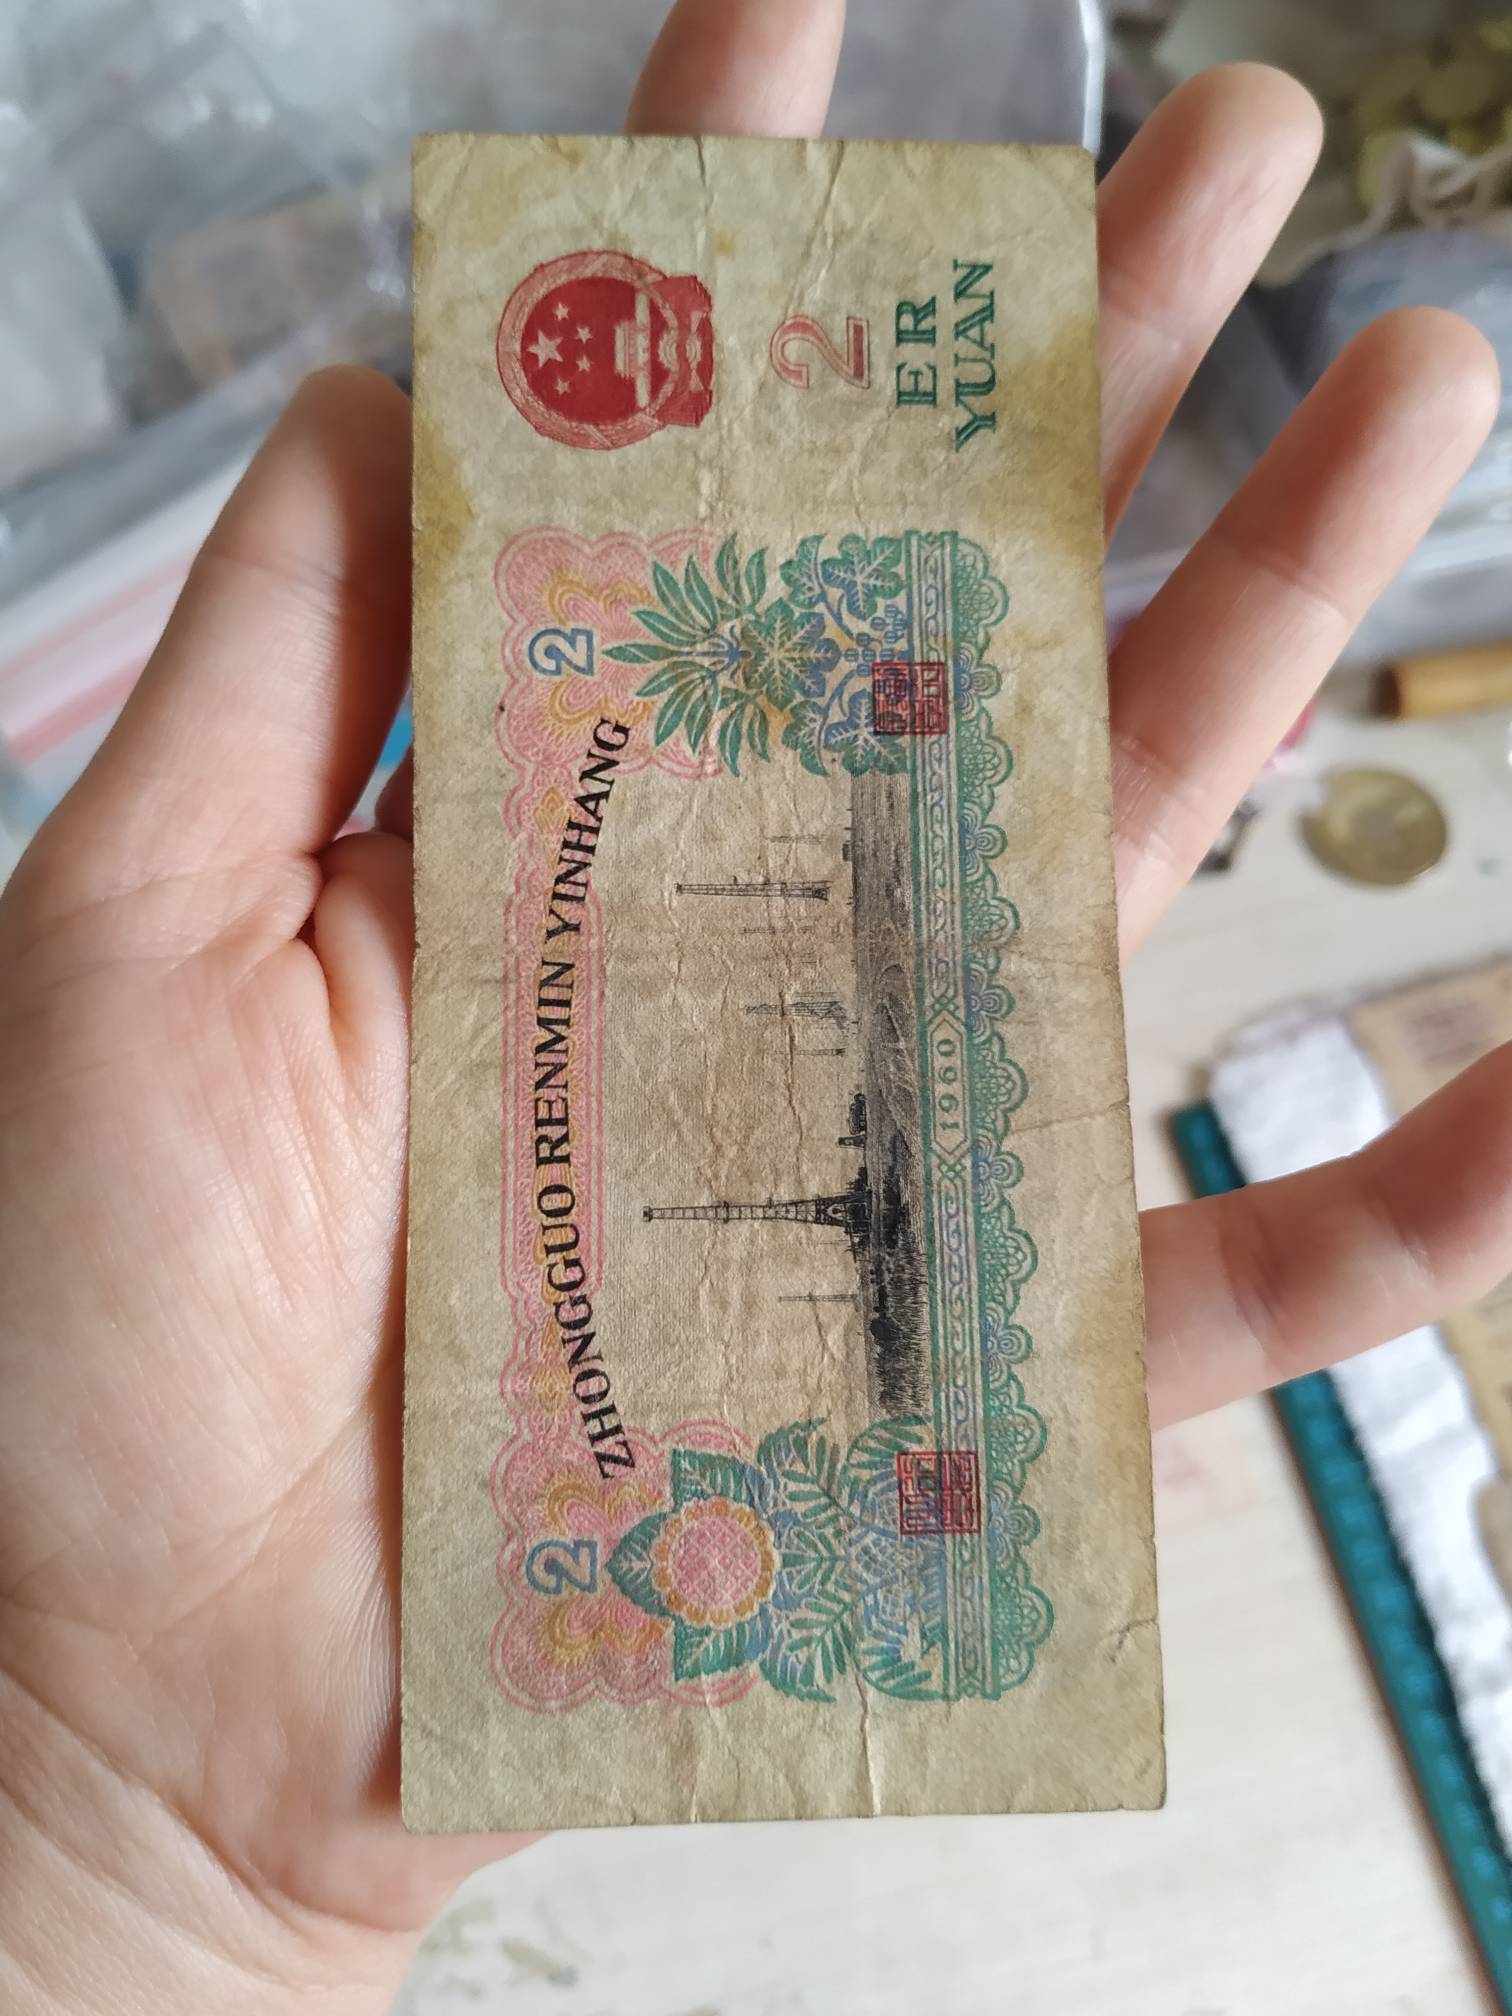 ZHONGGUO RENMIN YINHANG
2
2
2
ER
YUAN
1960